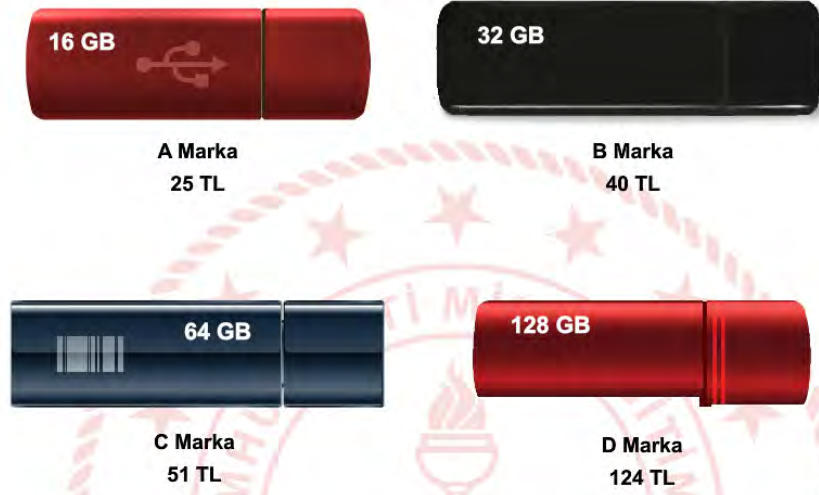 16 GB
32 GB
A Marka
25 TL
B Marka
40 TL
64 GB
128 GB
C Marka
51 TL
D Marka
124 TL